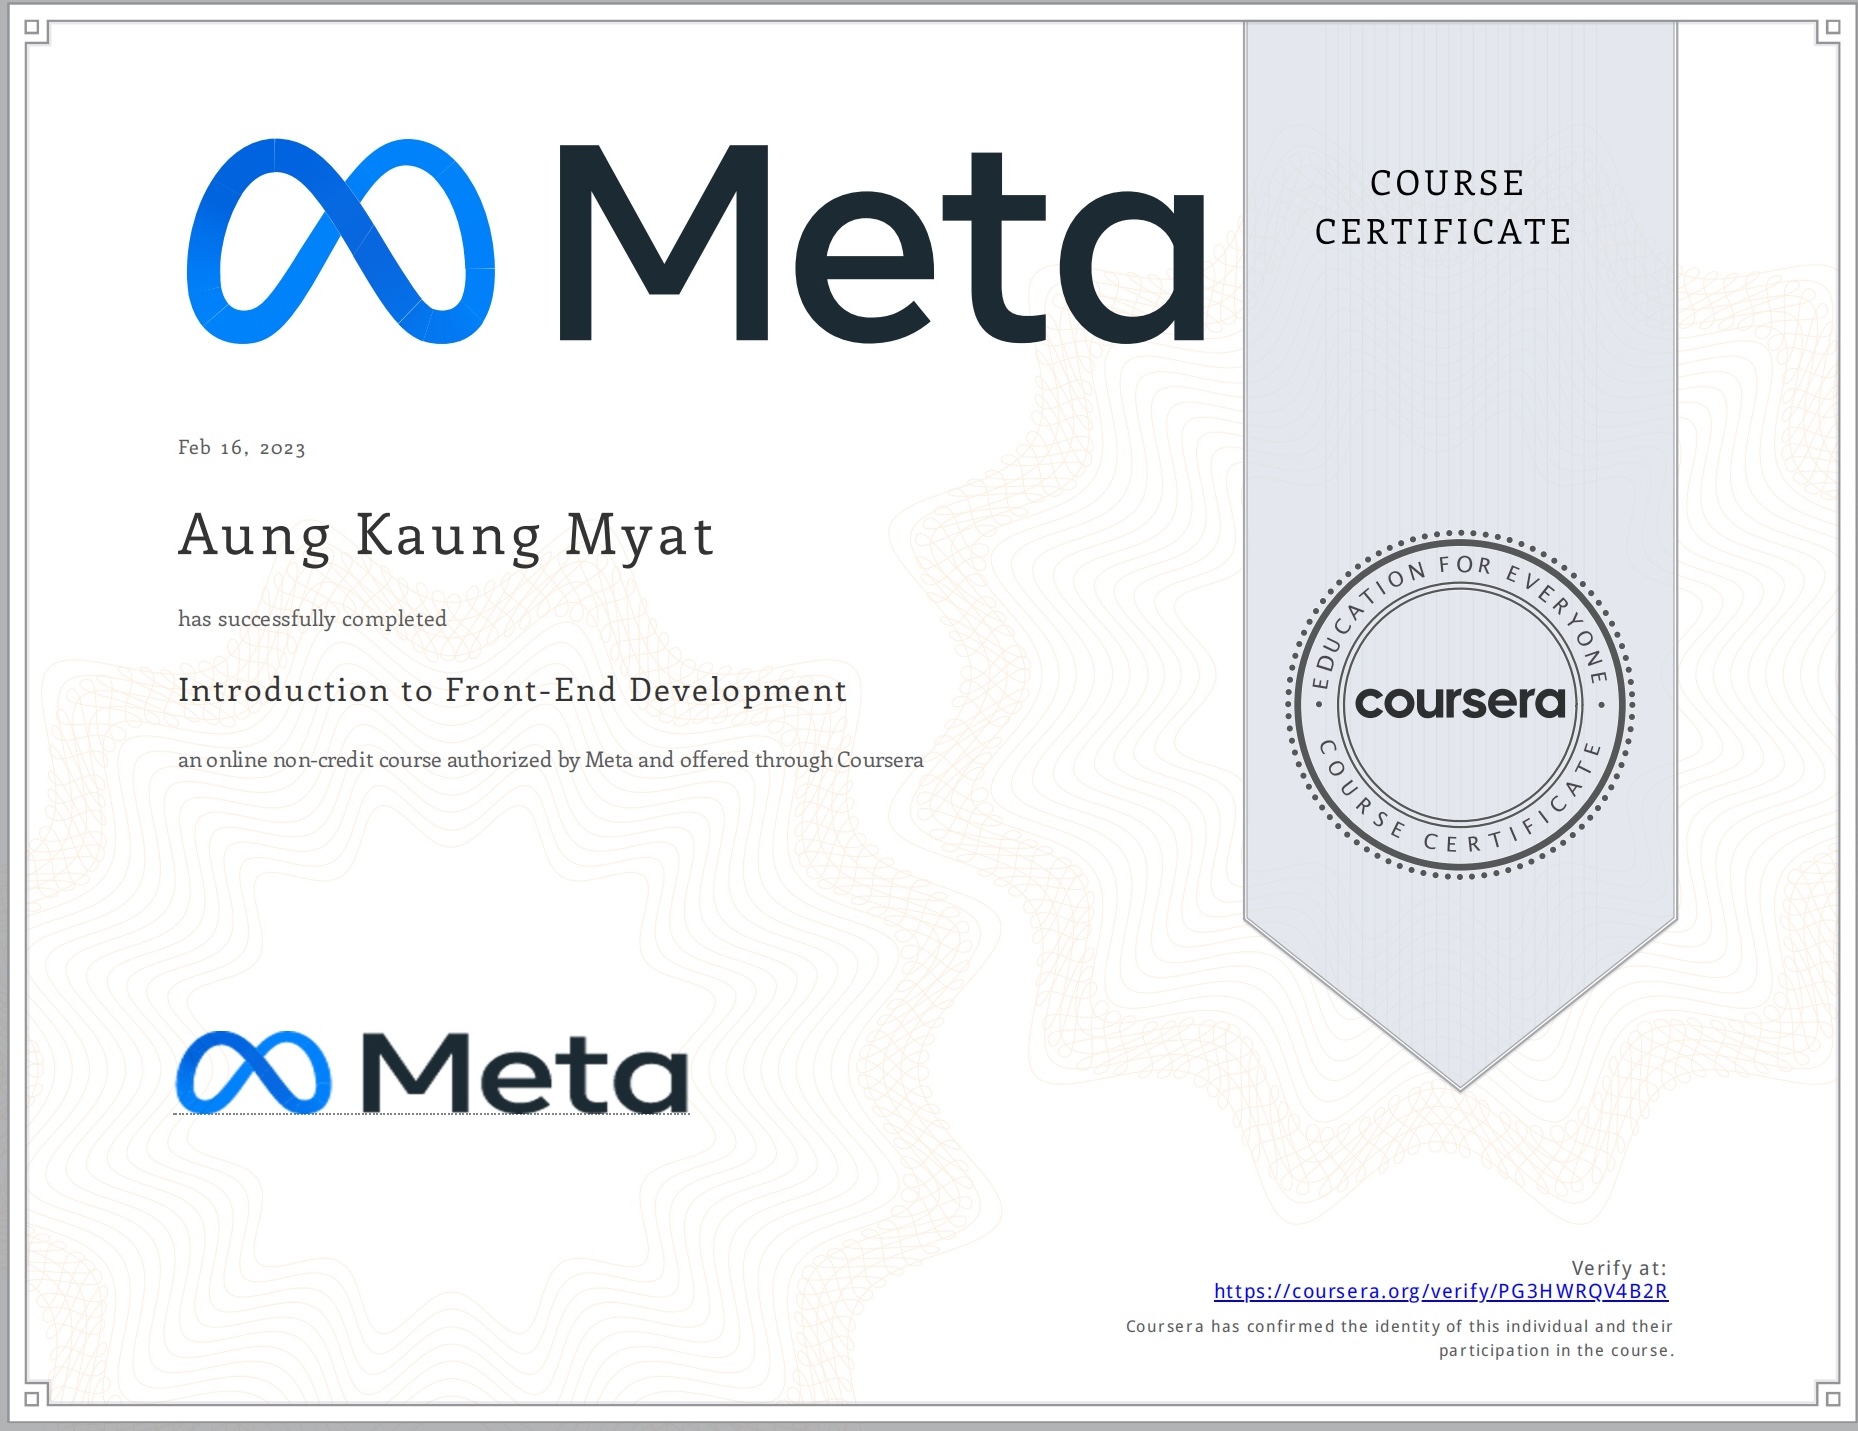 Meta
COURSE
CERTIFICATE
Feb 16, 2023
Aung Kaung Myat
has successfully completed
Introduction to Front-End Development
an online non-credit course authorized by Meta and offered through Coursera
EDUCATION FOR EVERYONE
coursera
COURSE CERTIFICATE
Meta
Verify at:
https://coursera.org/verify/PG3HWRQV4B2R
Coursera has confirmed the identity of this individual and their
participation in the course.